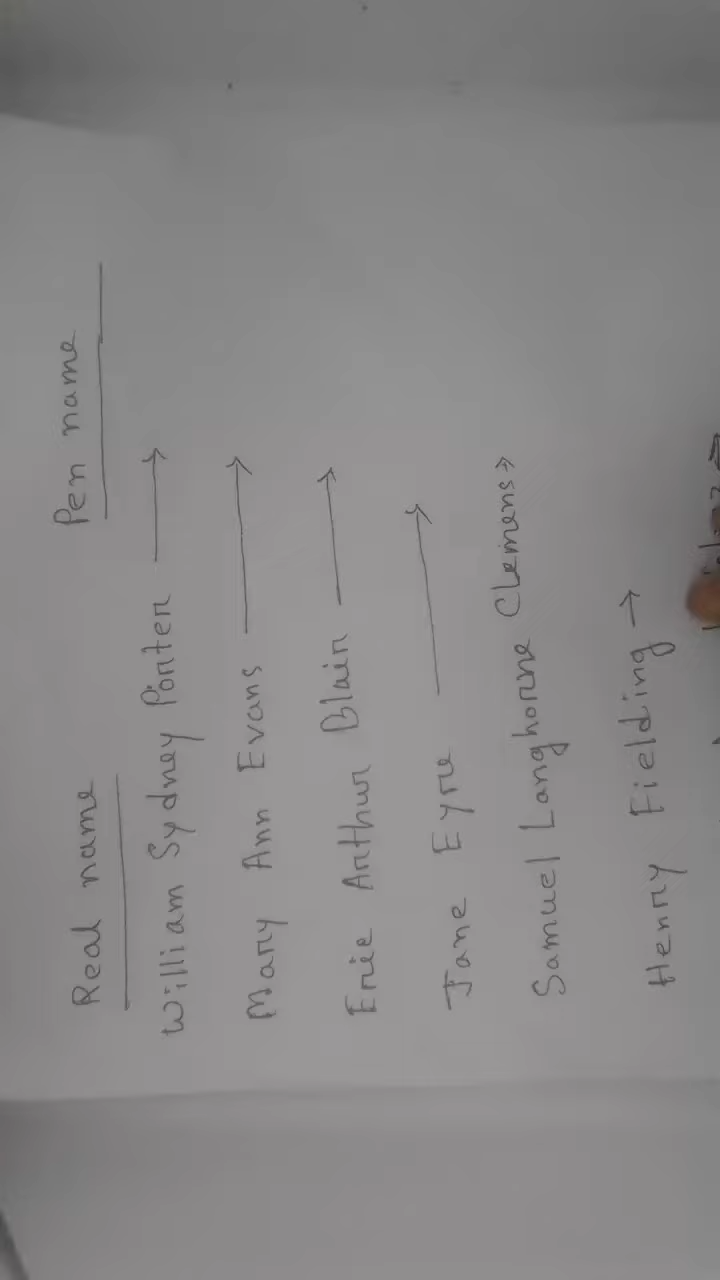 Real name Pen name
William Sydney Porter →
Mary Ann Evans →
Eric Arthur Blair →
Jane Eyre →
Samuel Langhorne Clemens →
Henry Fielding →